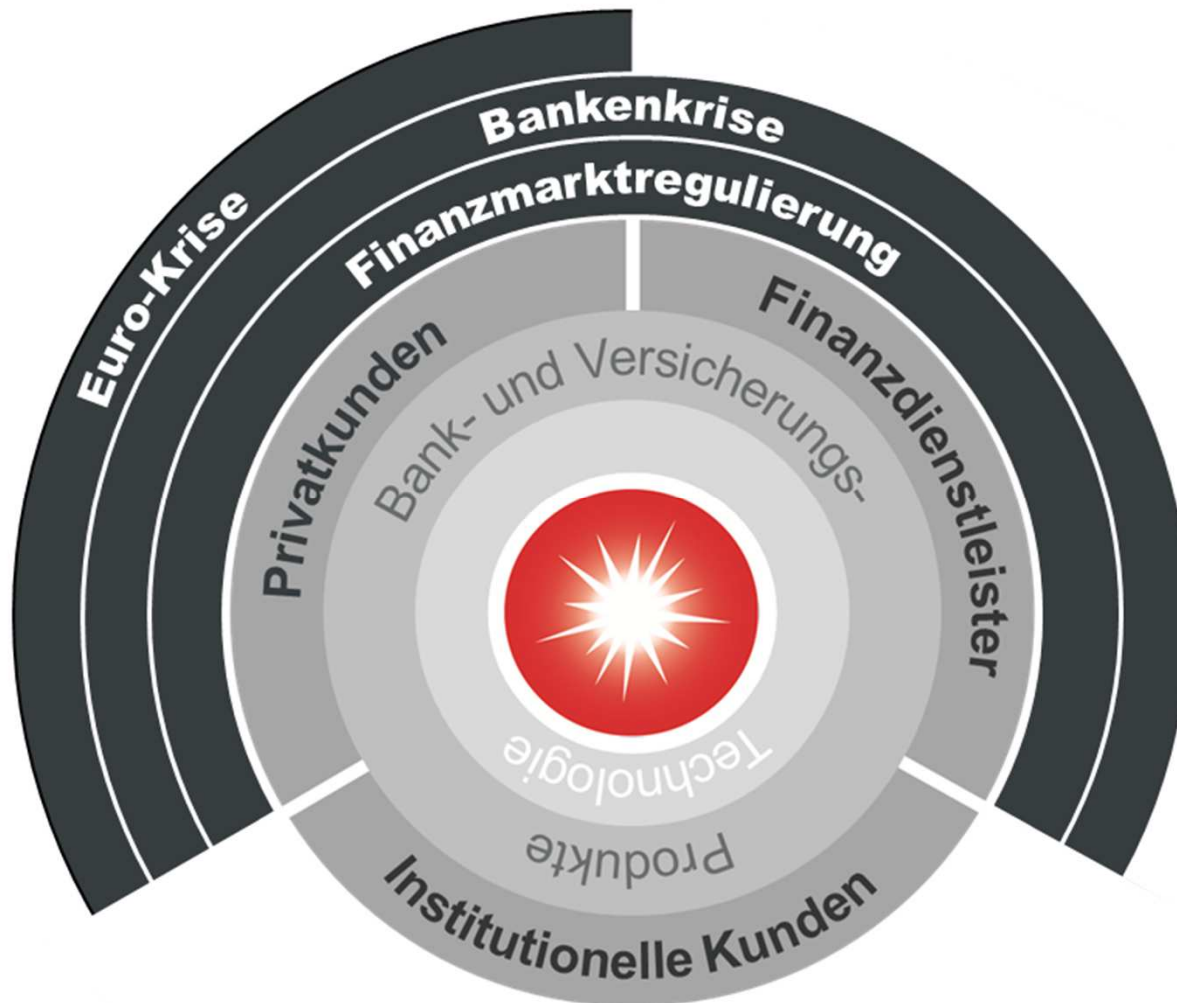 Euro-Krise
Bankenkrise
Finanzmarktregulierung
Privatkunden
Finanzdienstleister
Bank- und Versicherungs-
Technologie
Produkte
Institutionelle Kunden